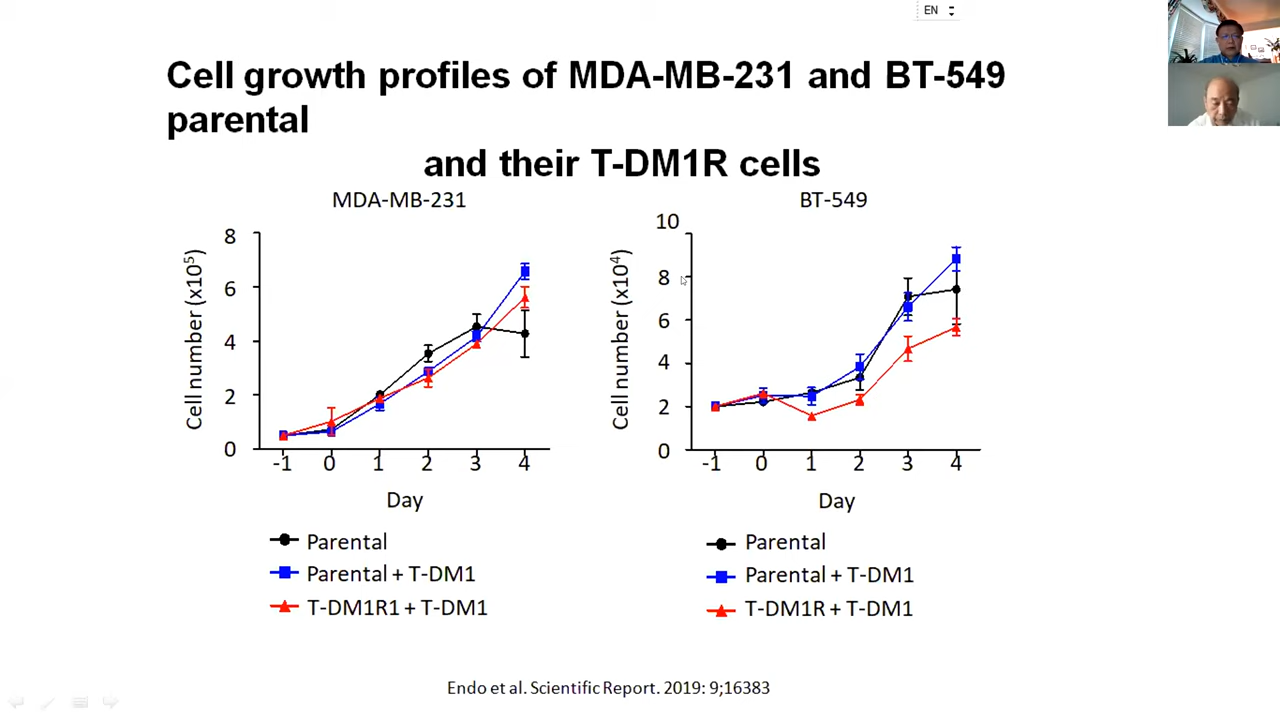 EN
Cell growth profiles of MDA-MB-231 and BT-549
parental
and their T-DM1R cells
MDA-MB-231
8
6
4
2
0
Cell number (x10⁵)
-1 0 1 2 3 4
Day
Parental
Parental + T-DM1
T-DM1R1 + T-DM1
BT-549
10
8
6
4
2
0
Cell number (x10⁴)
-1 0 1 2 3 4
Day
Parental
Parental + T-DM1
T-DM1R + T-DM1
Endo et al. Scientific Report. 2019: 9;16383